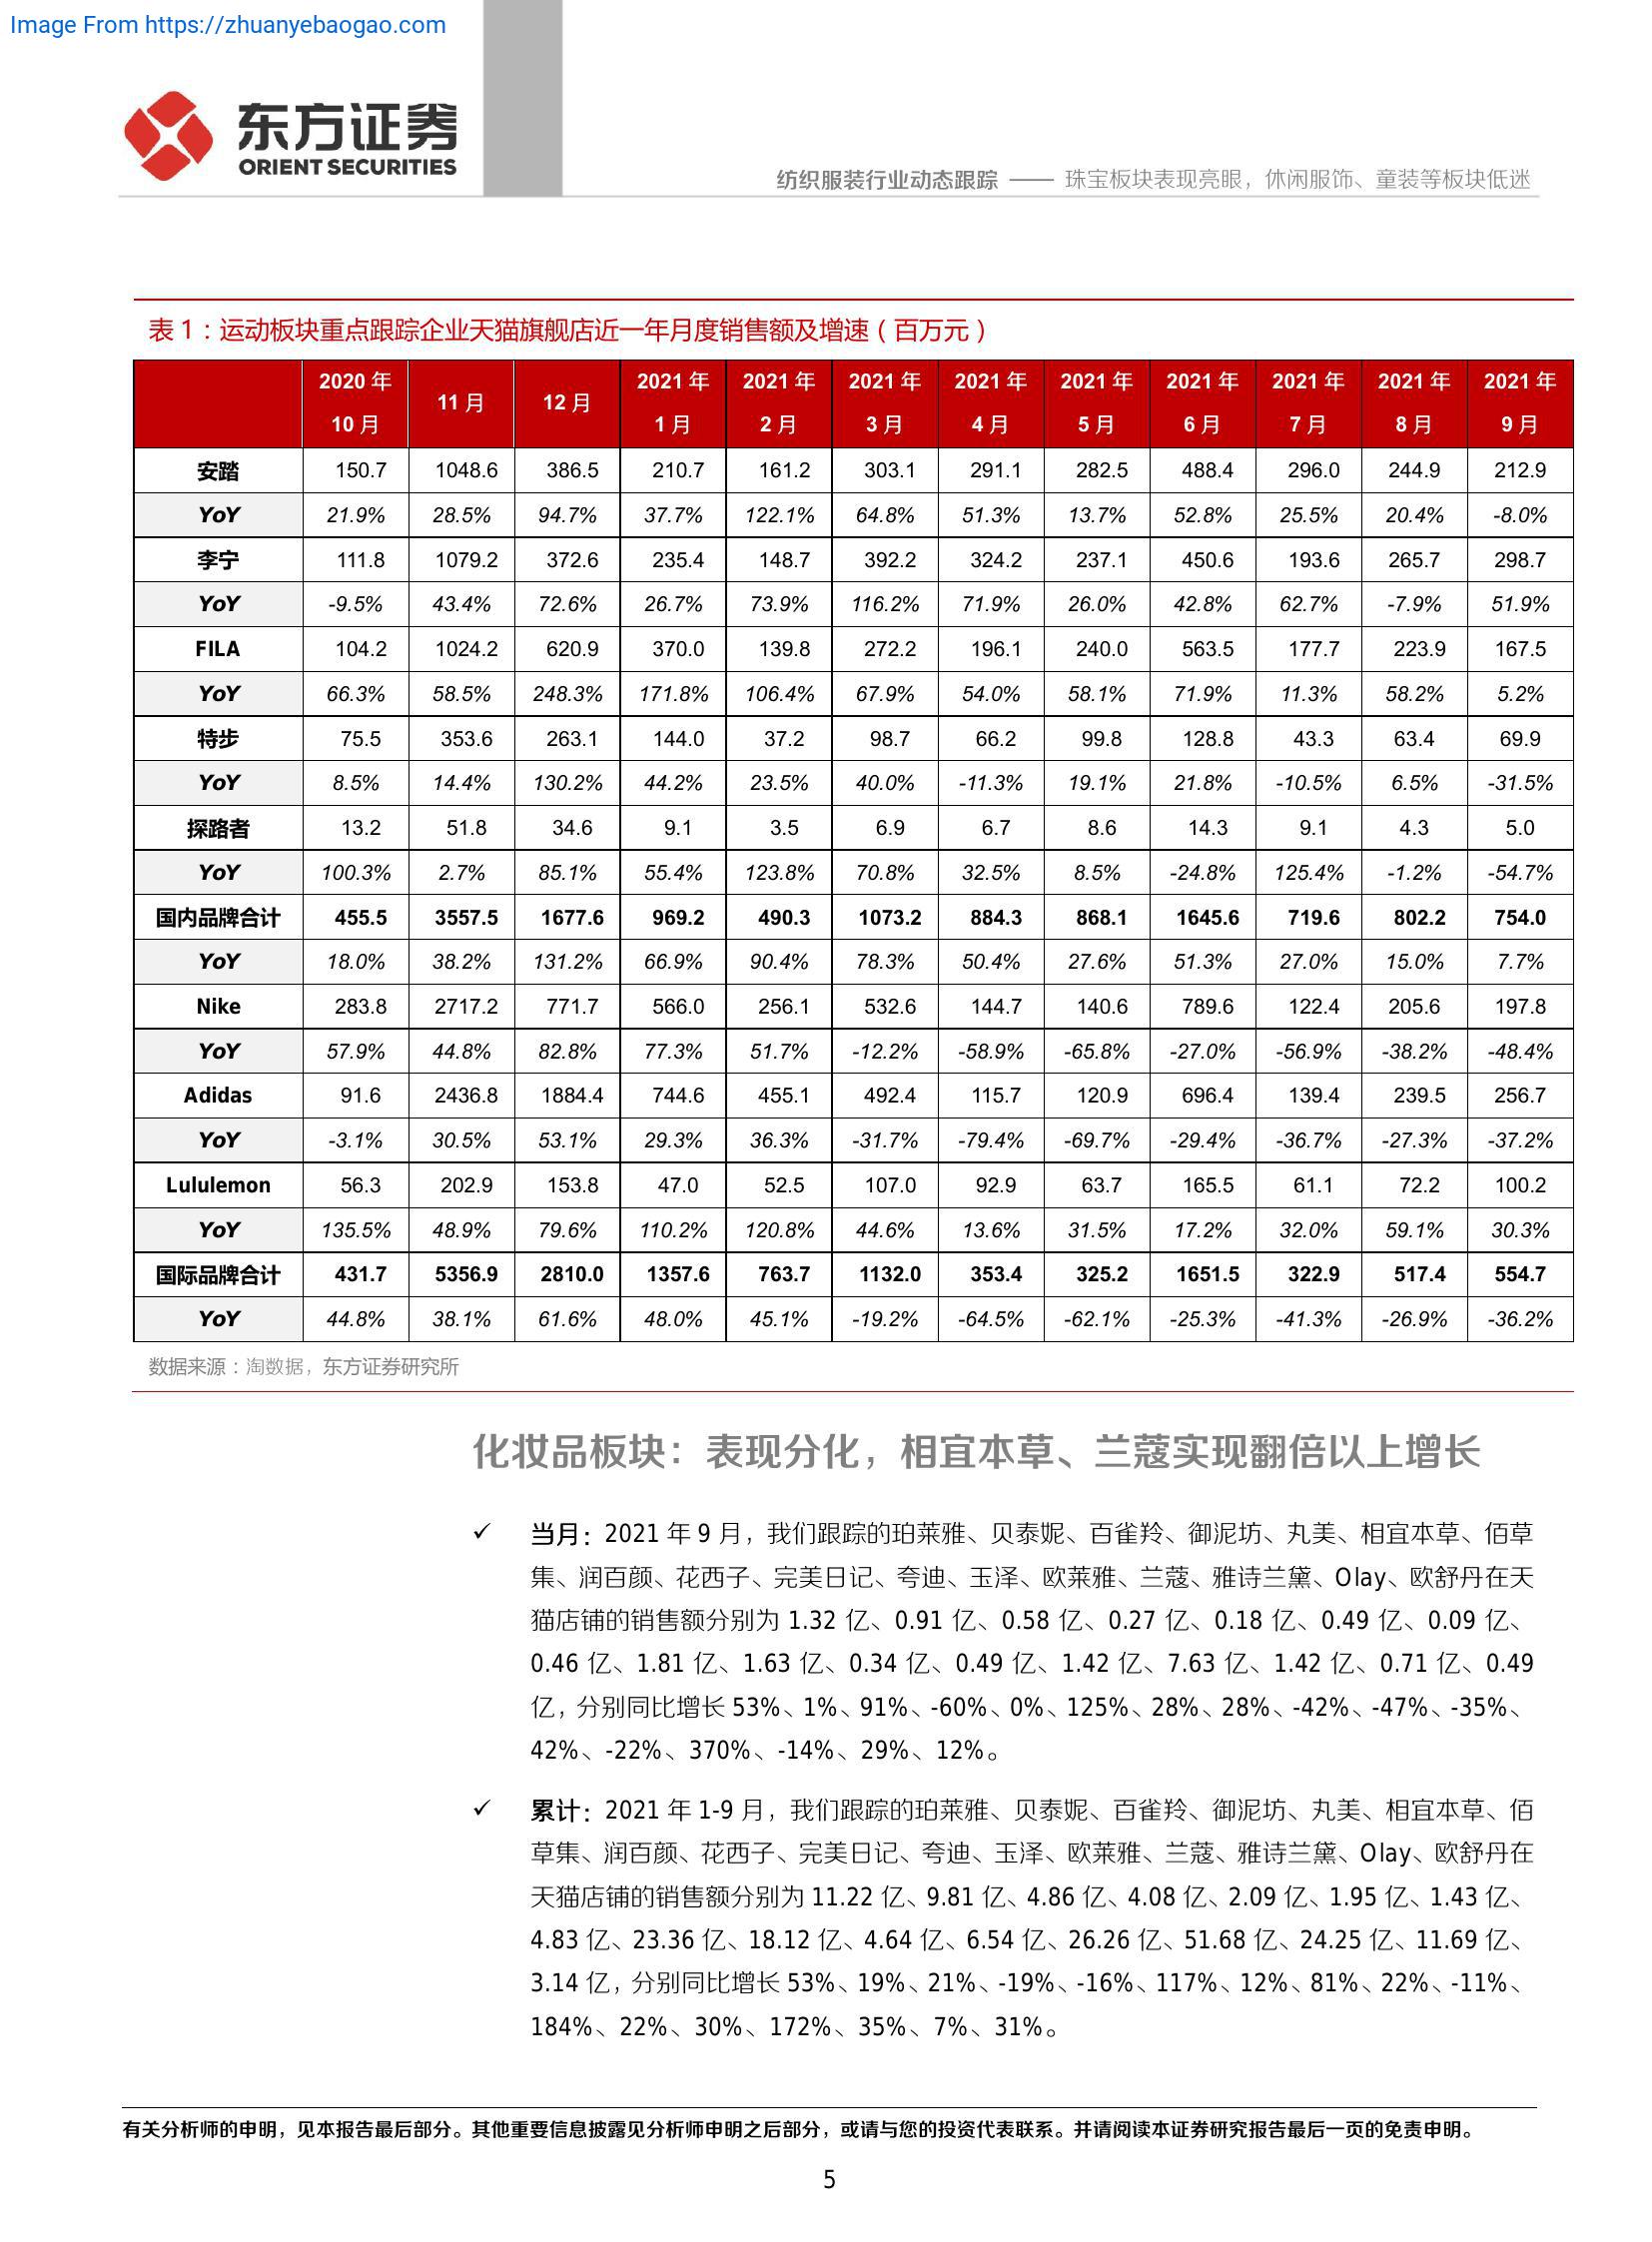 Image From https://zhuanyebaogao.com
东方证券
ORIENT SECURITIES
纺织服装行业动态跟踪 —— 珠宝板块表现亮眼，休闲服饰、童装等板块低迷
表 1：运动板块重点跟踪企业天猫旗舰店近一年月度销售额及增速（百万元）
2020 年 10 月 11 月 12 月 2021 年 1 月 2021 年 2 月 2021 年 3 月 2021 年 4 月 2021 年 5 月 2021 年 6 月 2021 年 7 月 2021 年 8 月 2021 年 9 月
安踏 150.7 1048.6 386.5 210.7 161.2 303.1 291.1 282.5 488.4 296.0 244.9 212.9
YoY 21.9% 28.5% 94.7% 37.7% 122.1% 64.8% 51.3% 13.7% 52.8% 25.5% 20.4% -8.0%
李宁 111.8 1079.2 372.6 235.4 148.7 392.2 324.2 237.1 450.6 193.6 265.7 298.7
YoY -9.5% 43.4% 72.6% 26.7% 73.9% 116.2% 71.9% 26.0% 42.8% 62.7% -7.9% 51.9%
FILA 104.2 1024.2 620.9 370.0 139.8 272.2 196.1 240.0 563.5 177.7 223.9 167.5
YoY 66.3% 58.5% 248.3% 171.8% 106.4% 67.9% 54.0% 58.1% 71.9% 11.3% 58.2% 5.2%
特步 75.5 353.6 263.1 144.0 37.2 98.7 66.2 99.8 128.8 43.3 63.4 69.9
YoY 8.5% 14.4% 130.2% 44.2% 23.5% 40.0% -11.3% 19.1% 21.8% -10.5% 6.5% -31.5%
探路者 13.2 51.8 34.6 9.1 3.5 6.9 6.7 8.6 14.3 9.1 4.3 5.0
YoY 100.3% 2.7% 85.1% 55.4% 123.8% 70.8% 32.5% 8.5% -24.8% 125.4% -1.2% -54.7%
国内品牌合计 455.5 3557.5 1677.6 969.2 490.3 1073.2 884.3 868.1 1645.6 719.6 802.2 754.0
YoY 18.0% 38.2% 131.2% 66.9% 90.4% 78.3% 50.4% 27.6% 51.3% 27.0% 15.0% 7.7%
Nike 283.8 2717.2 771.7 566.0 256.1 532.6 144.7 140.6 789.6 122.4 205.6 197.8
YoY 57.9% 44.8% 82.8% 77.3% 51.7% -12.2% -58.9% -65.8% -27.0% -56.9% -38.2% -48.4%
Adidas 91.6 2436.8 1884.4 744.6 455.1 492.4 115.7 120.9 696.4 139.4 239.5 256.7
YoY -3.1% 30.5% 53.1% 29.3% 36.3% -31.7% -79.4% -69.7% -29.4% -36.7% -27.3% -37.2%
Lululemon 56.3 202.9 153.8 47.0 52.5 107.0 92.9 63.7 165.5 61.1 72.2 100.2
YoY 135.5% 48.9% 79.6% 110.2% 120.8% 44.6% 13.6% 31.5% 17.2% 32.0% 59.1% 30.3%
国际品牌合计 431.7 5356.9 2810.0 1357.6 763.7 1132.0 353.4 325.2 1651.5 322.9 517.4 554.7
YoY 44.8% 38.1% 61.6% 48.0% 45.1% -19.2% -64.5% -62.1% -25.3% -41.3% -26.9% -36.2%
数据来源：淘数据，东方证券研究所
化妆品板块：表现分化，相宜本草、兰蔻实现翻倍以上增长
✓ 当月：2021 年 9 月，我们跟踪的珀莱雅、贝泰妮、百雀羚、御泥坊、丸美、相宜本草、佰草
集、润百颜、花西子、完美日记、夸迪、玉泽、欧莱雅、兰蔻、雅诗兰黛、Olay、欧舒丹在天
猫店铺的销售额分别为 1.32 亿、0.91 亿、0.58 亿、0.27 亿、0.18 亿、0.49 亿、0.09 亿、
0.46 亿、1.81 亿、1.63 亿、0.34 亿、0.49 亿、1.42 亿、7.63 亿、1.42 亿、0.71 亿、0.49
亿，分别同比增长 53%、1%、91%、-60%、0%、125%、28%、28%、-42%、-47%、-35%、
42%、-22%、370%、-14%、29%、12%。
✓ 累计：2021 年 1-9 月，我们跟踪的珀莱雅、贝泰妮、百雀羚、御泥坊、丸美、相宜本草、佰
草集、润百颜、花西子、完美日记、夸迪、玉泽、欧莱雅、兰蔻、雅诗兰黛、Olay、欧舒丹在
天猫店铺的销售额分别为 11.22 亿、9.81 亿、4.86 亿、4.08 亿、2.09 亿、1.95 亿、1.43 亿、
4.83 亿、23.36 亿、18.12 亿、4.64 亿、6.54 亿、26.26 亿、51.68 亿、24.25 亿、11.69 亿、
3.14 亿，分别同比增长 53%、19%、21%、-19%、-16%、117%、12%、81%、22%、-11%、
184%、22%、30%、172%、35%、7%、31%。
有关分析师的申明，见本报告最后部分。其他重要信息披露见分析师申明之后部分，或请与您的投资代表联系。并请阅读本证券研究报告最后一页的免责申明。
5